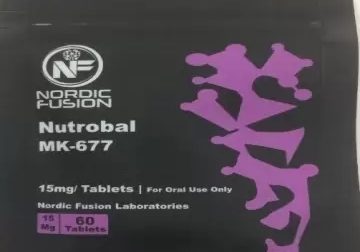 NF
NORDIC
FUSION
Nutrobal
MK-677
15mg/ Tablets | For Oral Use Only
Nordic Fusion Laboratories
15 Mg
60 Tablets